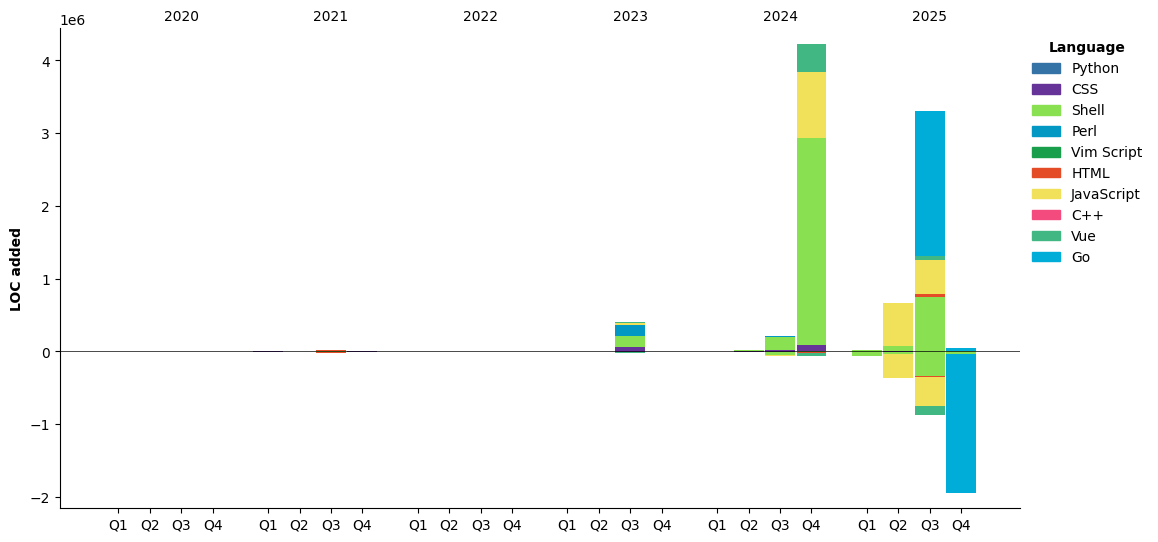 2020 2021 2022 2023 2024 2025
1e6
Language
Python
CSS
Shell
Perl
Vim Script
HTML
JavaScript
C++
Vue
Go
LOC added
4
3
2
1
0
−1
−2
Q1 Q2 Q3 Q4 Q1 Q2 Q3 Q4 Q1 Q2 Q3 Q4 Q1 Q2 Q3 Q4 Q1 Q2 Q3 Q4 Q1 Q2 Q3 Q4